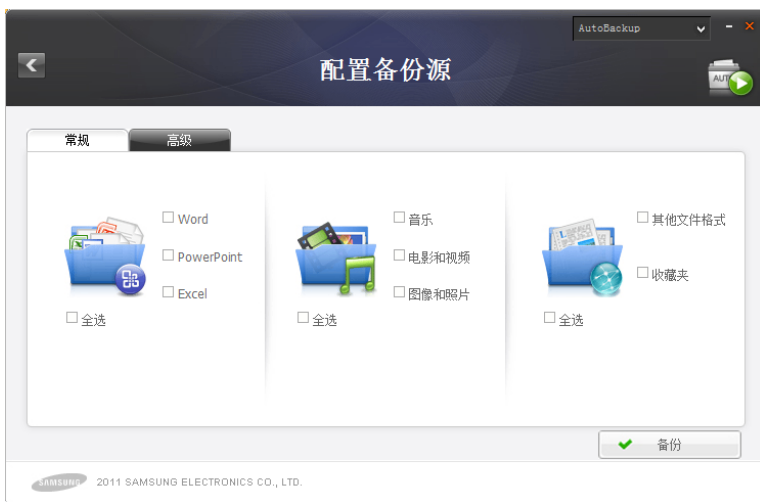 AutoBackup
配置备份源
AUTO
常规 高级
Word
PowerPoint
Excel
全选
音乐
电影和视频
图像和照片
全选
其他文件格式
收藏夹
全选
备份
SAMSUNG 2011 SAMSUNG ELECTRONICS CO., LTD.